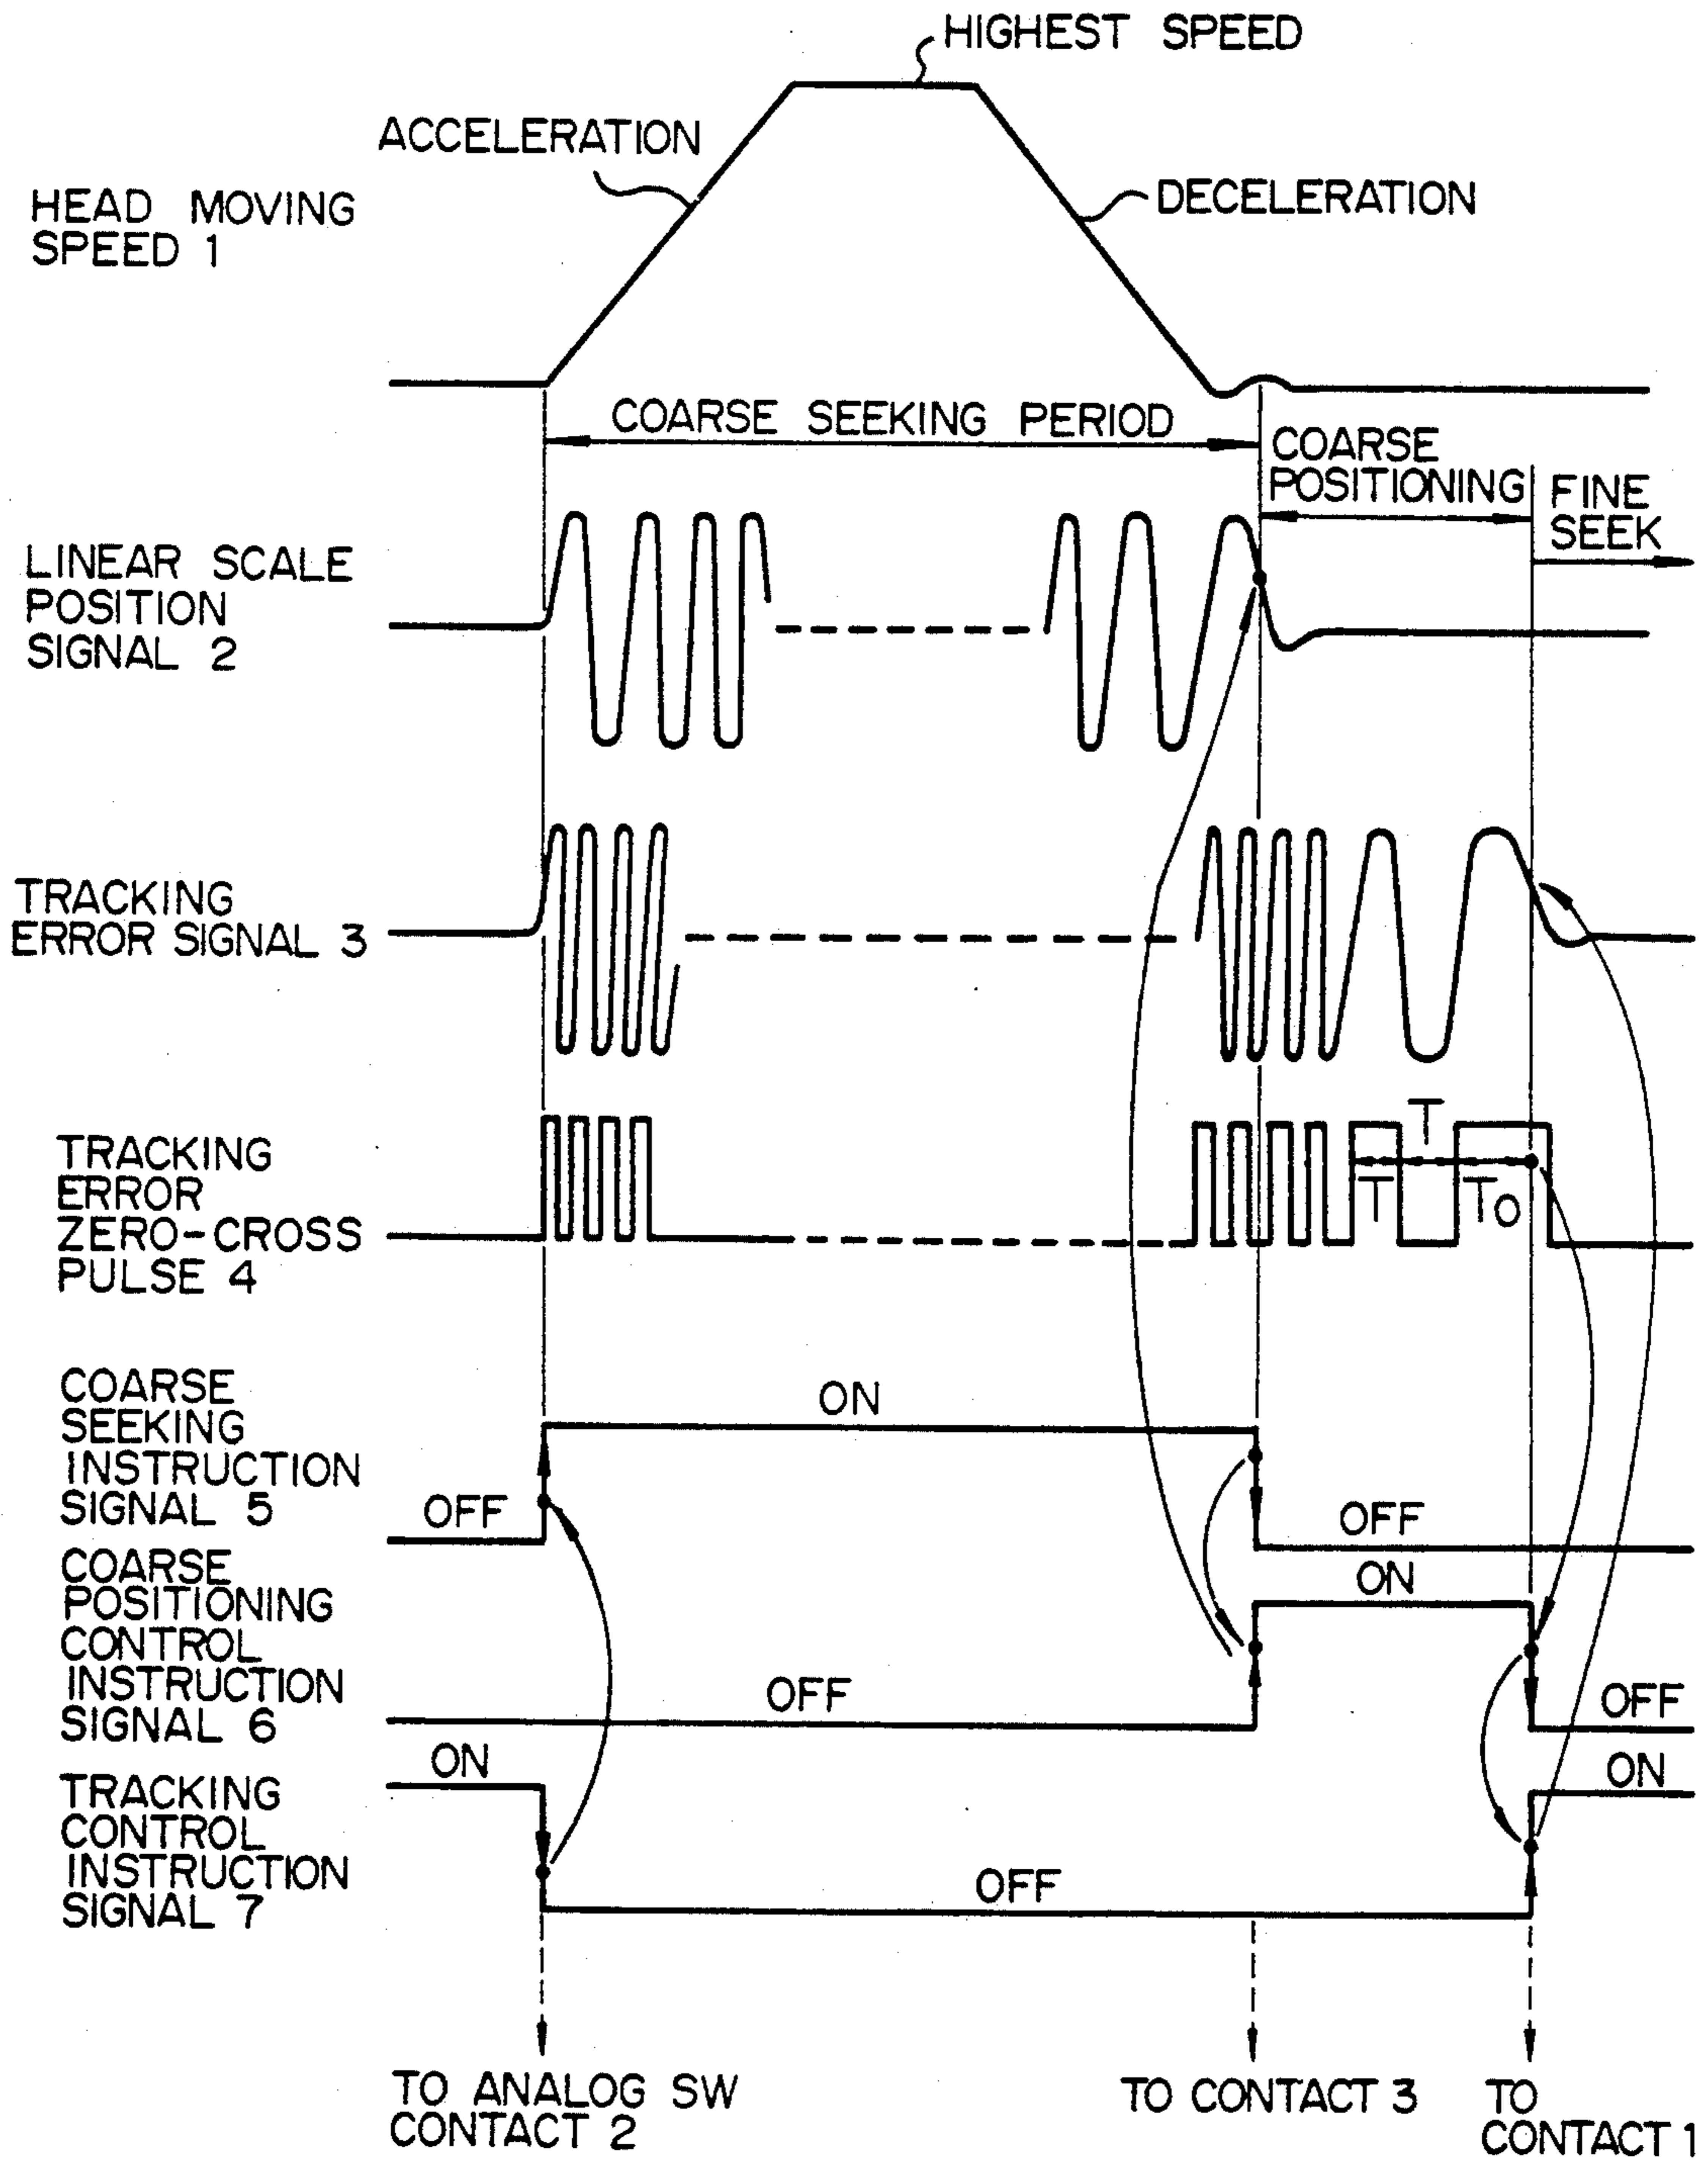 HIGHEST SPEED
ACCELERATION
DECELERATION
HEAD MOVING
SPEED 1
COARSE SEEKING PERIOD
COARSE
POSITIONING
FINE
SEEK
LINEAR SCALE
POSITION
SIGNAL 2
TRACKING
ERROR SIGNAL 3
TRACKING
ERROR
ZERO-CROSS
PULSE 4
T
T
To
COARSE
SEEKING
INSTRUCTION
SIGNAL 5
OFF
ON
OFF
COARSE
POSITIONING
CONTROL
INSTRUCTION
SIGNAL 6
OFF
ON
OFF
TRACKING
CONTROL
INSTRUCTION
SIGNAL 7
ON
OFF
ON
TO ANALOG SW
CONTACT 2
TO CONTACT 3
TO
CONTACT 1